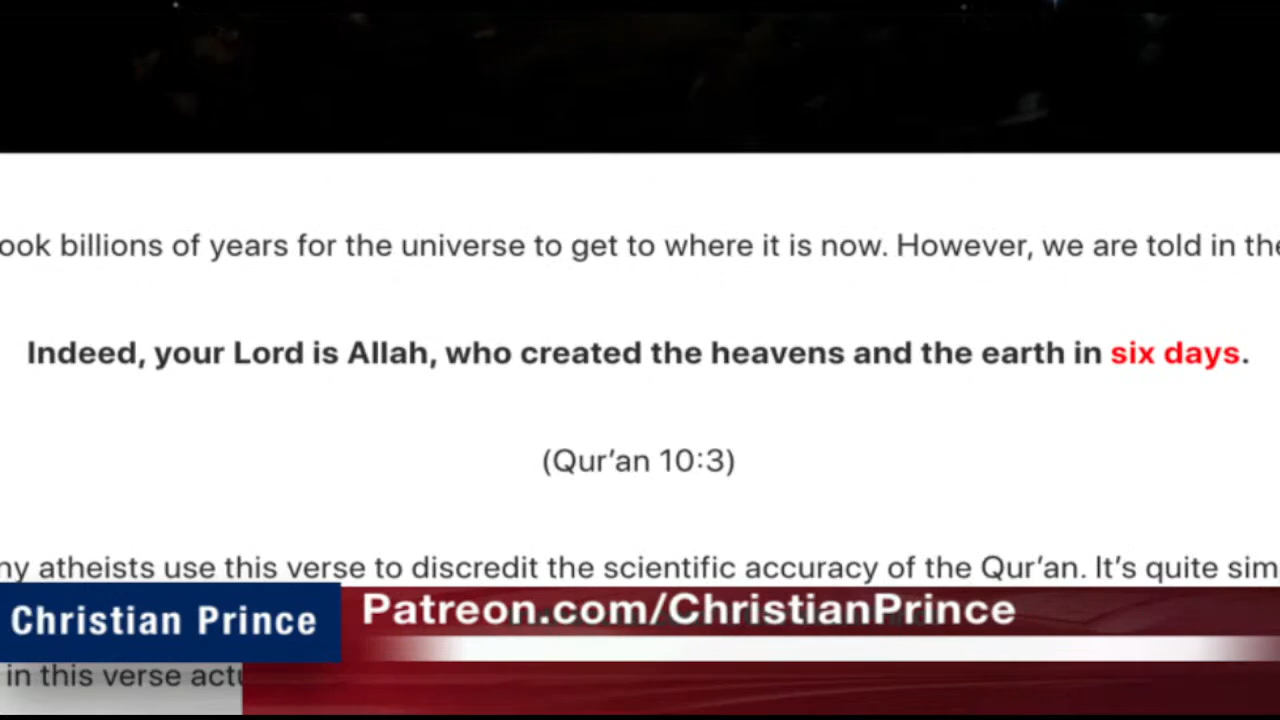 ook billions of years for the universe to get to where it is now. However, we are told in the
Indeed, your Lord is Allah, who created the heavens and the earth in six days.
(Qur’an 10:3)
ny atheists use this verse to discredit the scientific accuracy of the Qur’an. It’s quite sim
Christian Prince
Patreon.com/ChristianPrince
in this verse actu